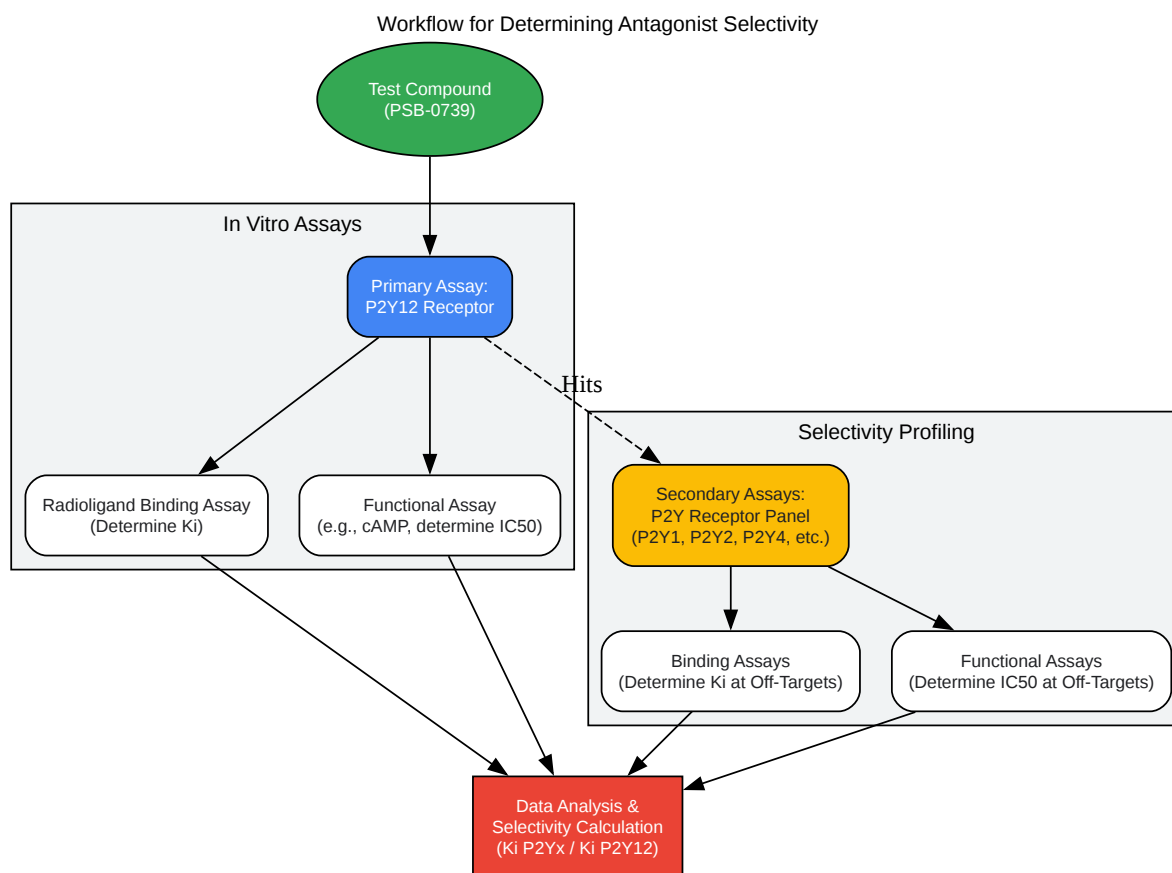 Workflow for Determining Antagonist Selectivity
Test Compound
(PSB-0739)
In Vitro Assays
Primary Assay:
P2Y12 Receptor
Hits
Radioligand Binding Assay
(Determine Ki)
Functional Assay
(e.g., cAMP, determine IC50)
Selectivity Profiling
Secondary Assays:
P2Y Receptor Panel
(P2Y1, P2Y2, P2Y4, etc.)
Binding Assays
(Determine Ki at Off-Targets)
Functional Assays
(Determine IC50 at Off-Targets)
Data Analysis &
Selectivity Calculation
(Ki P2Yx / Ki P2Y12)